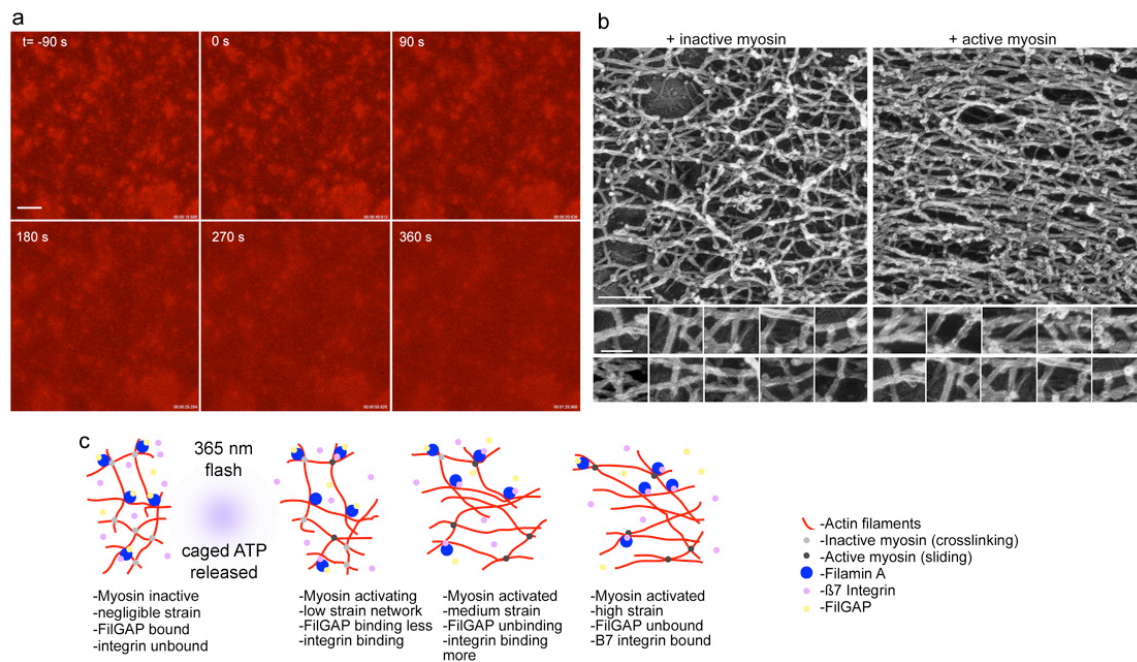 a
t= -90 s
0 s
90 s
180 s
270 s
360 s
b
+ inactive myosin
+ active myosin
c
365 nm
flash
caged ATP
released
-Myosin inactive
-negligible strain
-FilGAP bound
-integrin unbound
-Myosin activating
-low strain network
-FilGAP binding less
-integrin binding
-Myosin activated
-medium strain
-FilGAP unbinding
-integrin binding
more
-Myosin activated
-high strain
-FilGAP unbound
-B7 integrin bound
-Actin filaments
-Inactive myosin (crosslinking)
-Active myosin (sliding)
-Filamin A
-ß7 Integrin
-FilGAP